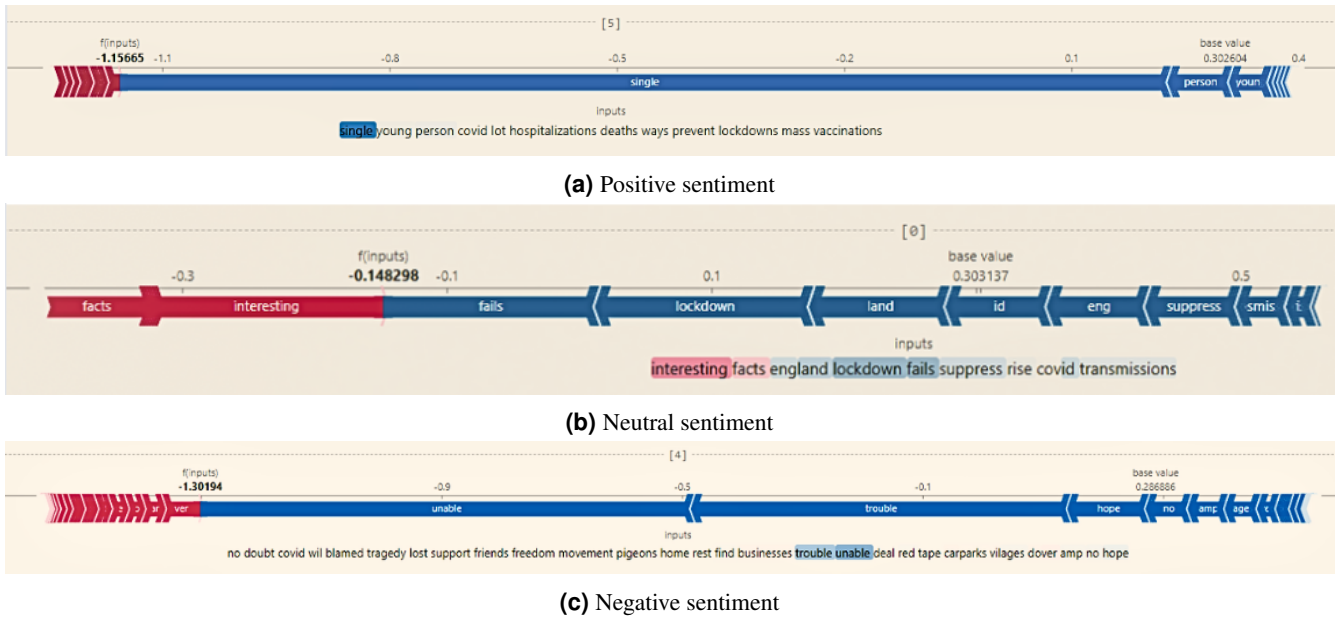 [5]
f(inputs) base value
-1.15665 -1.1 -0.8 -0.5 -0.2 0.1 0.302604 0.4
single person youn
inputs
single young person covid lot hospitalizations deaths ways prevent lockdowns mass vaccinations
(a) Positive sentiment
[0]
f(inputs) base value
-0.3 -0.148298 -0.1 0.1 0.303137 0.5
facts interesting fails lockdown land id eng suppress smis
inputs
interesting facts england lockdown fails suppress rise covid transmissions
(b) Neutral sentiment
[4]
f(inputs) base value
-1.30194 -0.9 -0.5 -0.1 0.286886
ver unable trouble hope no amp age
inputs
no doubt covid wil blamed tragedy lost support friends freedom movement pigeons home rest find businesses trouble unable deal red tape carparks vilages dover amp no hope
(c) Negative sentiment